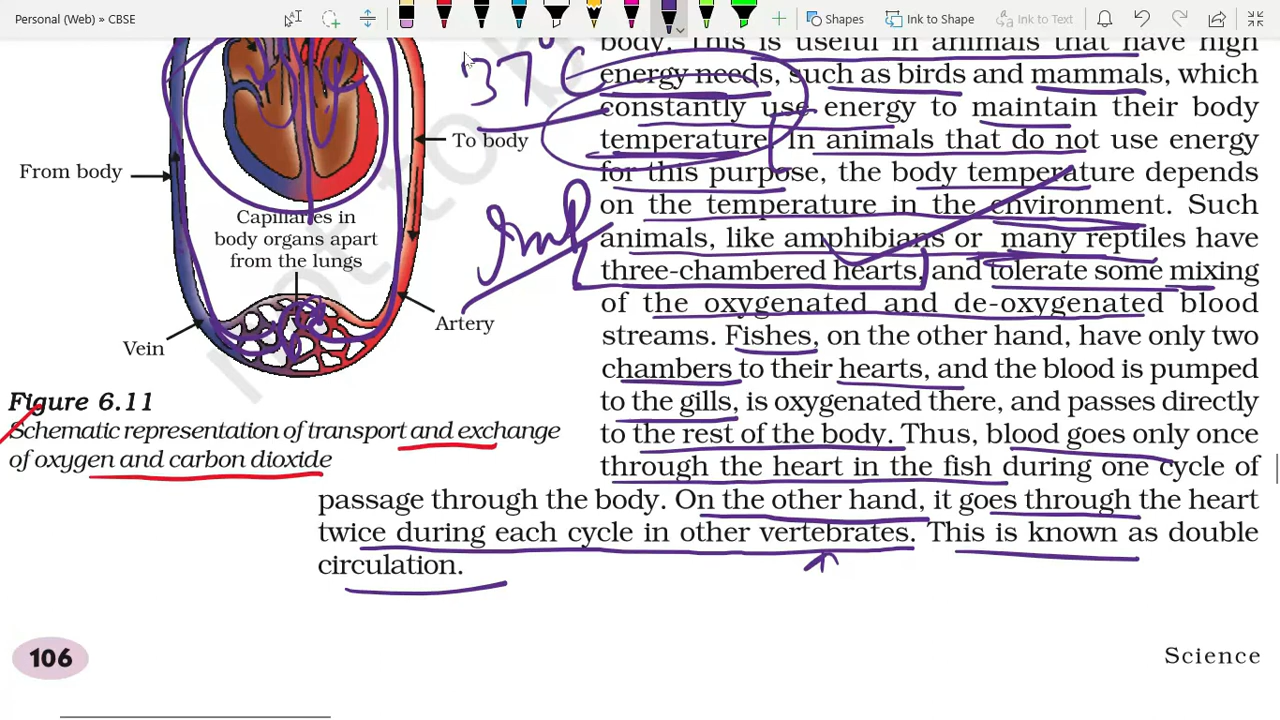 Personal (Web) » CBSE
Shapes
Ink to Shape
Ink to Text
37°C
To body
From body
Capillaries in
body organs apart
from the lungs
Imp
Artery
Vein
Figure 6.11
Schematic representation of transport and exchange
of oxygen and carbon dioxide
body. This is useful in animals that have high
energy needs, such as birds and mammals, which
constantly use energy to maintain their body
temperature. In animals that do not use energy
for this purpose, the body temperature depends
on the temperature in the environment. Such
animals, like amphibians or many reptiles have
three-chambered hearts, and tolerate some mixing
of the oxygenated and de-oxygenated blood
streams. Fishes, on the other hand, have only two
chambers to their hearts, and the blood is pumped
to the gills, is oxygenated there, and passes directly
to the rest of the body. Thus, blood goes only once
through the heart in the fish during one cycle of
passage through the body. On the other hand, it goes through the heart
twice during each cycle in other vertebrates. This is known as double
circulation.
106
Science